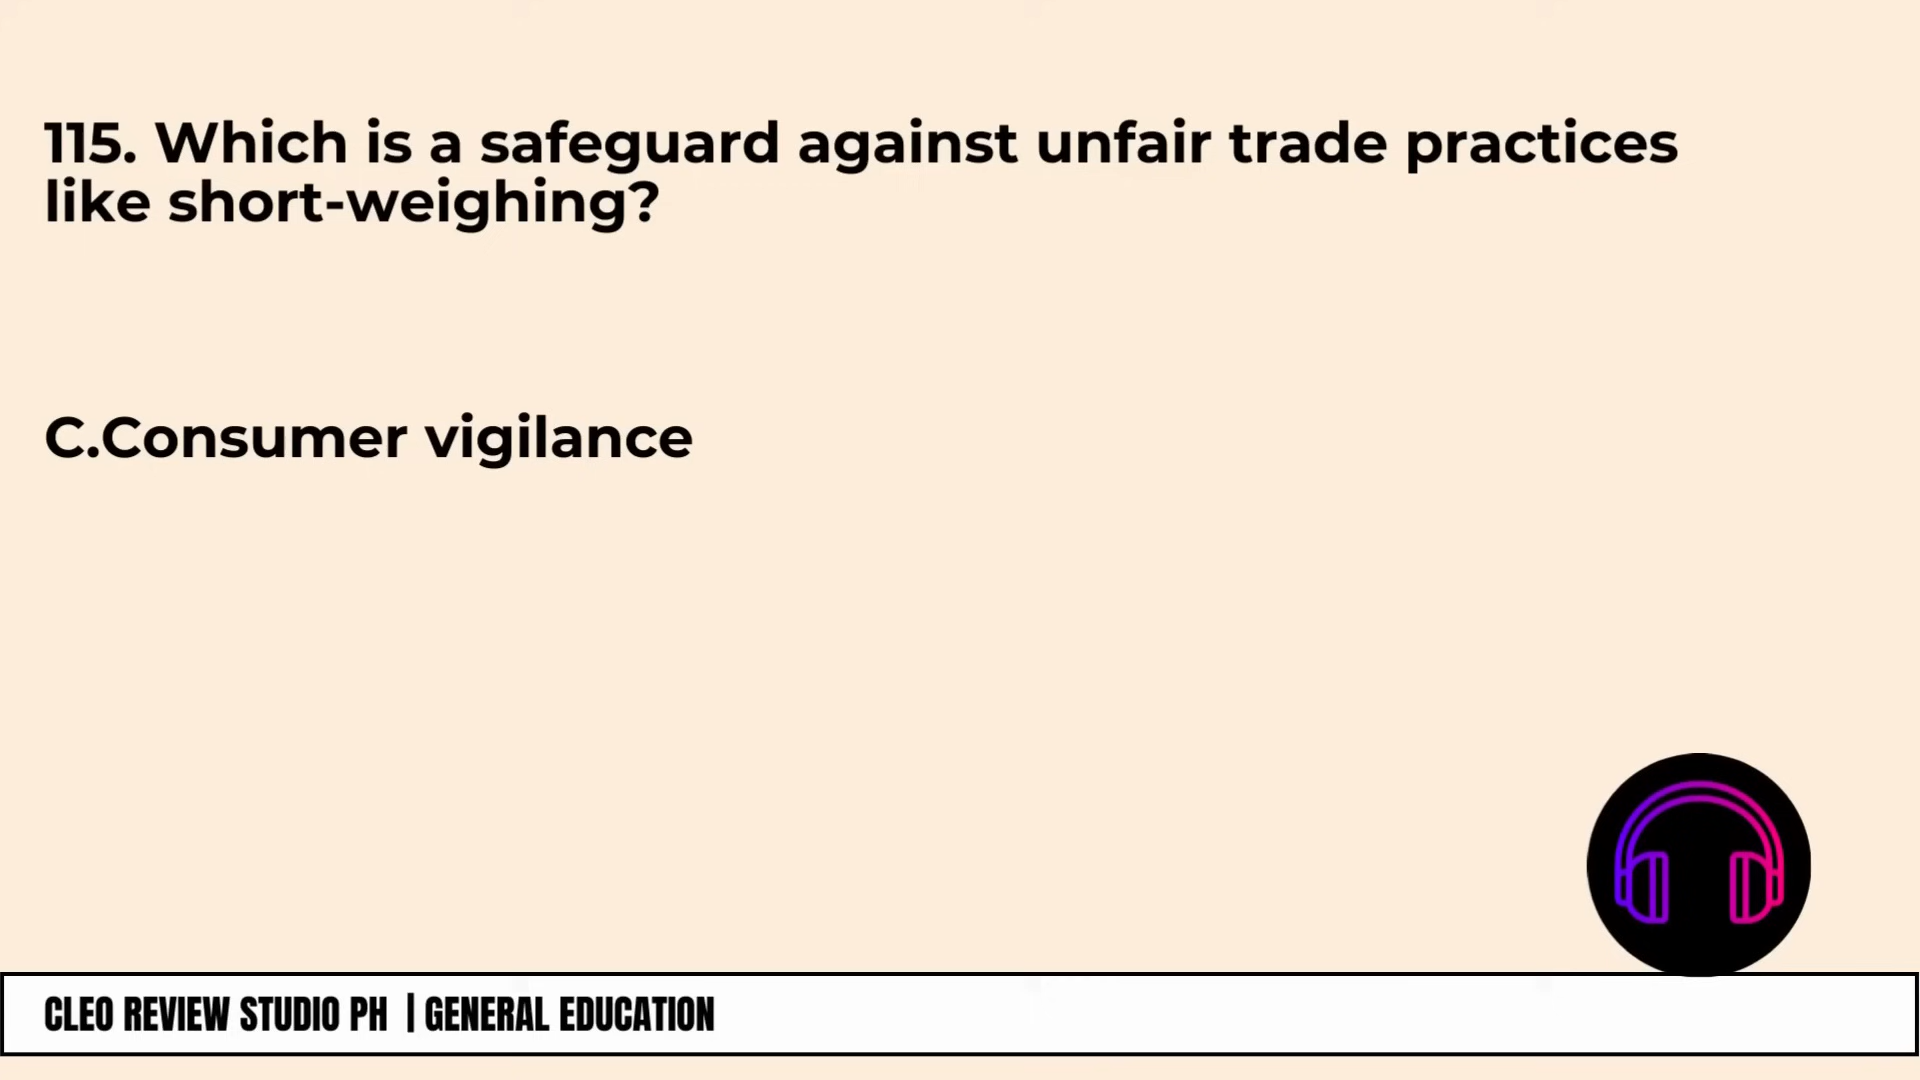 115. Which is a safeguard against unfair trade practices
like short-weighing?
C.Consumer vigilance
CLEO REVIEW STUDIO PH | GENERAL EDUCATION